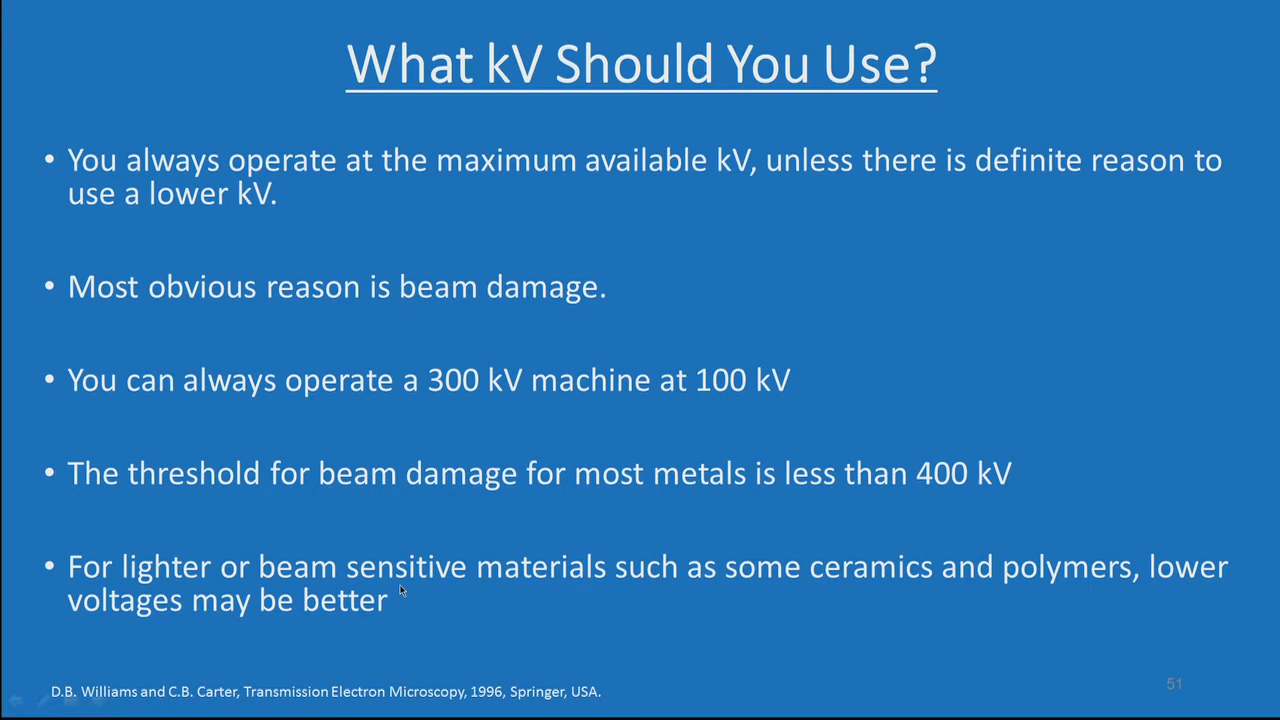 What kV Should You Use?
• You always operate at the maximum available kV, unless there is definite reason to
use a lower kV.
• Most obvious reason is beam damage.
• You can always operate a 300 kV machine at 100 kV
• The threshold for beam damage for most metals is less than 400 kV
• For lighter or beam sensitive materials such as some ceramics and polymers, lower
voltages may be better
D.B. Williams and C.B. Carter, Transmission Electron Microscopy, 1996, Springer, USA.
51